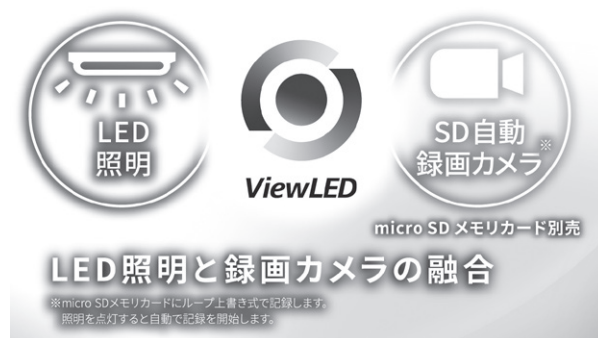 LED
照明
ViewLED
SD自動
録画カメラ※
micro SD メモリカード別売
LED照明と録画カメラの融合
※micro SDメモリカードにループ上書き式で記録します。
照明を点灯すると自動で記録を開始します。